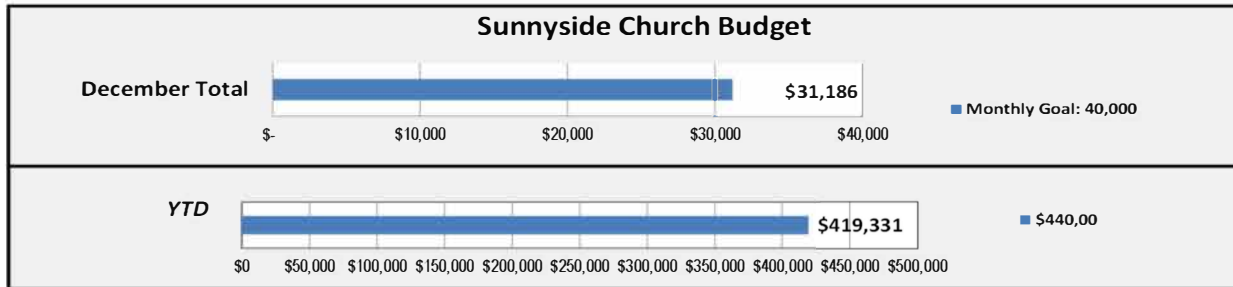 Sunnyside Church Budget
December Total
$31,186
Monthly Goal: 40,000
$- $10,000 $20,000 $30,000 $40,000
YTD
$419,331
$440,00
$0 $50,000 $100,000 $150,000 $200,000 $250,000 $300,000 $350,000 $400,000 $450,000 $500,000